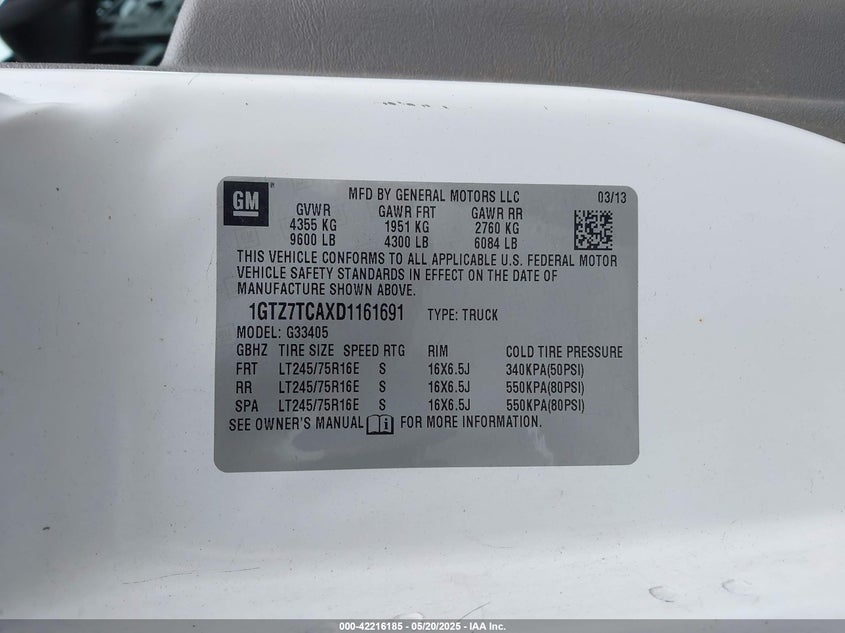 GM
MFD BY GENERAL MOTORS LLC 03/13
GVWR GAWR FRT GAWR RR
4355 KG 1951 KG 2760 KG
9600 LB 4300 LB 6084 LB
THIS VEHICLE CONFORMS TO ALL APPLICABLE U.S. FEDERAL MOTOR
VEHICLE SAFETY STANDARDS IN EFFECT ON THE DATE OF
MANUFACTURE SHOWN ABOVE.
1GTZ7TCAXD1161691 TYPE: TRUCK
MODEL: G33405
GBHZ TIRE SIZE SPEED RTG RIM COLD TIRE PRESSURE
FRT LT245/75R16E S 16X6.5J 340KPA(50PSI)
RR LT245/75R16E S 16X6.5J 550KPA(80PSI)
SPA LT245/75R16E S 16X6.5J 550KPA(80PSI)
SEE OWNER'S MANUAL FOR MORE INFORMATION.
000-42216185 — 05/20/2025 — IAA Inc.